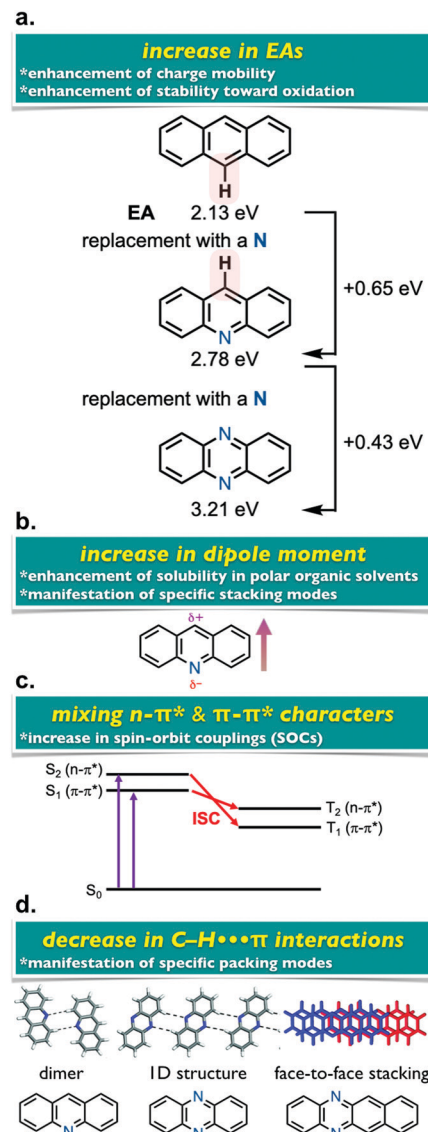 a.
increase in EAs
*enhancement of charge mobility
*enhancement of stability toward oxidation
H
EA 2.13 eV
replacement with a N
+0.65 eV
H
N
2.78 eV
replacement with a N
+0.43 eV
N
N
3.21 eV
b.
increase in dipole moment
*enhancement of solubility in polar organic solvents
*manifestation of specific stacking modes
δ+
N
δ−
c.
mixing n-π* & π-π* characters
*increase in spin-orbit couplings (SOCs)
S2 (n-π*)
S1 (π-π*)
ISC
T2 (n-π*)
T1 (π-π*)
S0
d.
decrease in C–H•••π interactions
*manifestation of specific packing modes
dimer 1D structure face-to-face stacking
N N N
N N